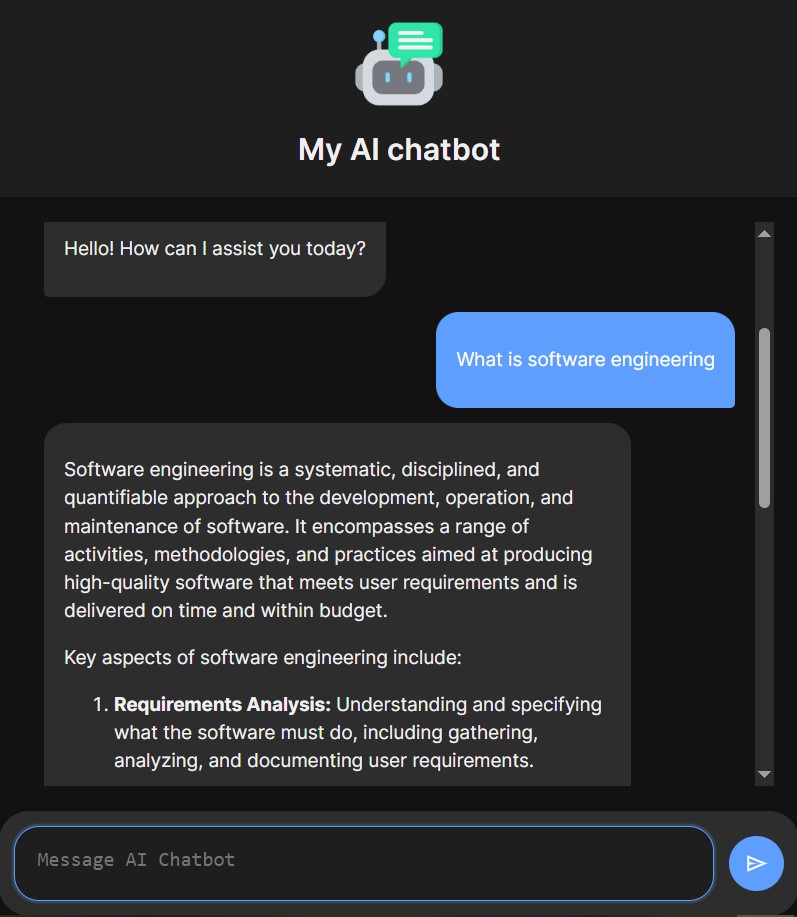 My AI chatbot
Hello! How can I assist you today?
What is software engineering
Software engineering is a systematic, disciplined, and
quantifiable approach to the development, operation, and
maintenance of software. It encompasses a range of
activities, methodologies, and practices aimed at producing
high-quality software that meets user requirements and is
delivered on time and within budget.
Key aspects of software engineering include:
1. Requirements Analysis: Understanding and specifying
what the software must do, including gathering,
analyzing, and documenting user requirements.
Message AI Chatbot